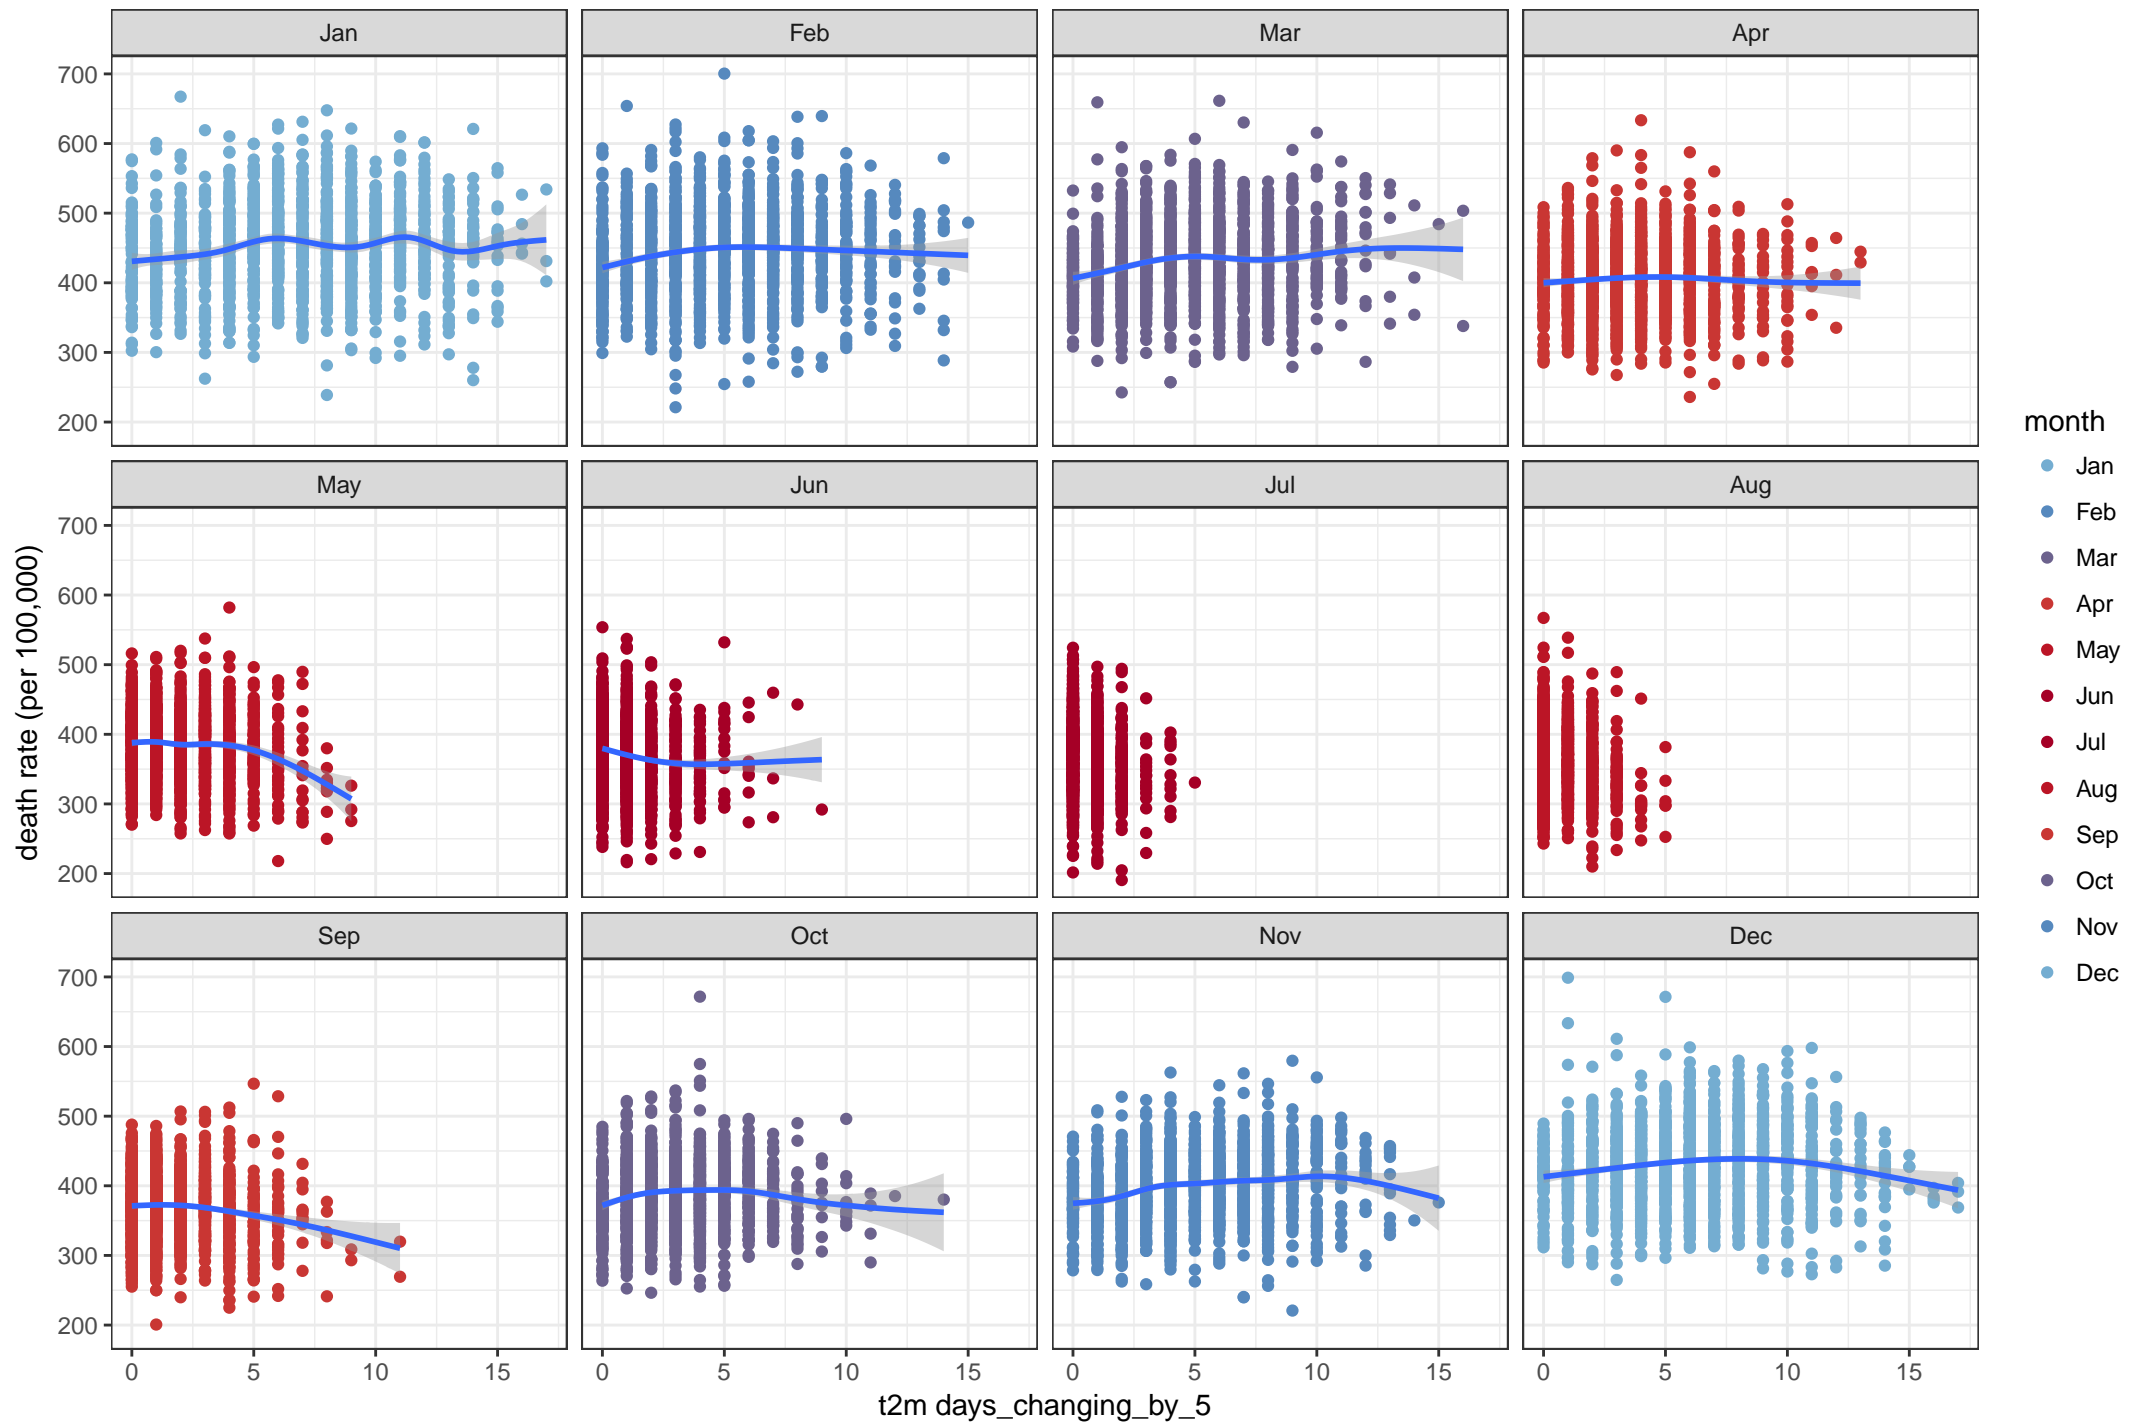 Jan Feb Mar Apr
700
600
500
400
300
200
May Jun Jul Aug
700
600
500
400
300
200
Sep Oct Nov Dec
700
600
500
400
300
200
0 5 10 15 0 5 10 15 0 5 10 15 0 5 10 15
t2m days_changing_by_5
death rate (per 100,000)
month
Jan
Feb
Mar
Apr
May
Jun
Jul
Aug
Sep
Oct
Nov
Dec